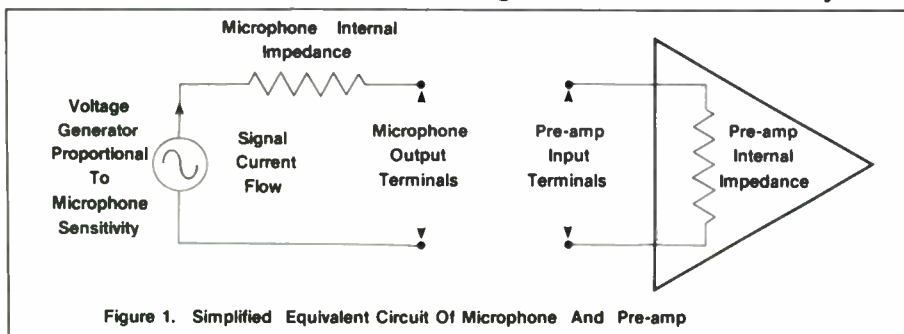 Microphone Internal
Impedance
Voltage
Generator
Proportional
To
Microphone
Sensitivity
Signal
Current
Flow
Microphone
Output
Terminals
Pre-amp
Input
Terminals
Pre-amp
Internal
Impedance
Figure 1. Simplified Equivalent Circuit Of Microphone And Pre-amp